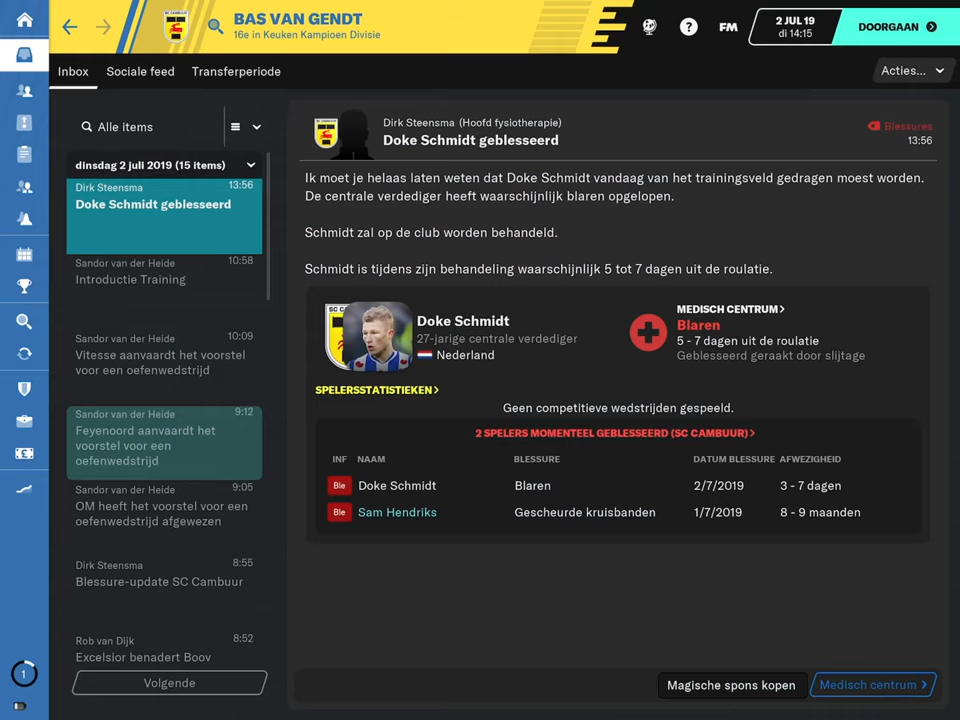 BAS VAN GENDT
16e in Keuken Kampioen Divisie
FM
2 JUL 19
di 14:15
DOORGAAN
Inbox
Sociale feed
Transferperiode
Acties...
Alle items
dinsdag 2 juli 2019 (15 items)
Dirk Steensma 13:56
Doke Schmidt geblesseerd
Sandor van der Heide 10:58
Introductie Training
Sandor van der Heide 10:09
Vitesse aanvaardt het voorstel
voor een oefenwedstrijd
Sandor van der Heide 9:12
Feyenoord aanvaardt het
voorstel voor een
oefenwedstrijd
Sandor van der Heide 9:05
OM heeft het voorstel voor een
oefenwedstrijd afgewezen
Dirk Steensma 8:55
Blessure-update SC Cambuur
Rob van Dijk 8:52
Excelsior benadert Boov
Volgende
1
Dirk Steensma (Hoofd fysiotherapie)
Doke Schmidt geblesseerd
Blessures
13:56
Ik moet je helaas laten weten dat Doke Schmidt vandaag van het trainingsveld gedragen moest worden.
De centrale verdediger heeft waarschijnlijk blaren opgelopen.
Schmidt zal op de club worden behandeld.
Schmidt is tijdens zijn behandeling waarschijnlijk 5 tot 7 dagen uit de roulatie.
Doke Schmidt
27-jarige centrale verdediger
Nederland
MEDISCH CENTRUM
Blaren
5 - 7 dagen uit de roulatie
Geblesseerd geraakt door slijtage
SPELERSSTATISTIEKEN
Geen competitieve wedstrijden gespeeld.
2 SPELERS MOMENTEEL GEBLESSEERD (SC CAMBUUR)
INF NAAM BLESSURE DATUM BLESSURE AFWEZIGHEID
Ble Doke Schmidt Blaren 2/7/2019 3 - 7 dagen
Ble Sam Hendriks Gescheurde kruisbanden 1/7/2019 8 - 9 maanden
Magische spons kopen
Medisch centrum